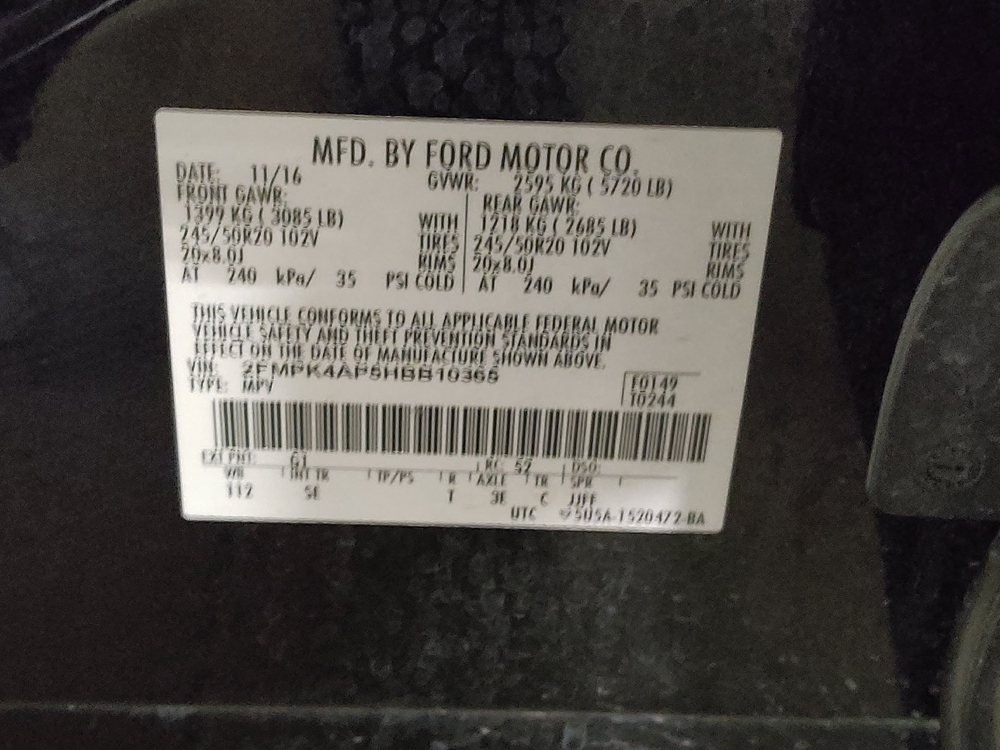 MFD. BY FORD MOTOR CO.
DATE: 11/16 GVWR: 2595 KG ( 5720 LB)
FRONT GAWR: REAR GAWR:
1399 KG ( 3085 LB) WITH 1218 KG ( 2685 LB) WITH
245/50R20 102V TIRES 245/50R20 102V TIRES
20x8.0J RIMS 20x8.0J RIMS
AT 240 kPa/ 35 PSI COLD AT 240 kPa/ 35 PSI COLD
THIS VEHICLE CONFORMS TO ALL APPLICABLE FEDERAL MOTOR
VEHICLE SAFETY AND THEFT PREVENTION STANDARDS IN
EFFECT ON THE DATE OF MANUFACTURE SHOWN ABOVE.
VIN: 2FMPK4AP5HBB10365
TYPE: MPV
F0149
T0244
EXT PNT: G1 RC: 52 DSO:
WB INT TR TP/PS R AXLE TR SPR
112 SE T 3E C JJFF
UTC